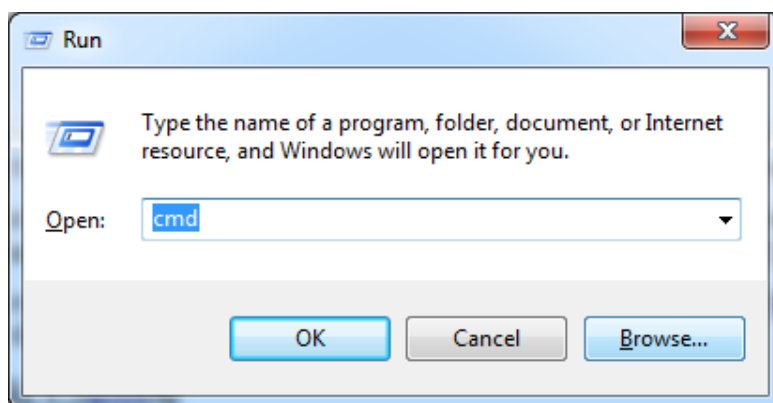 Run
Type the name of a program, folder, document, or Internet
resource, and Windows will open it for you.
Open: cmd
OK Cancel Browse...